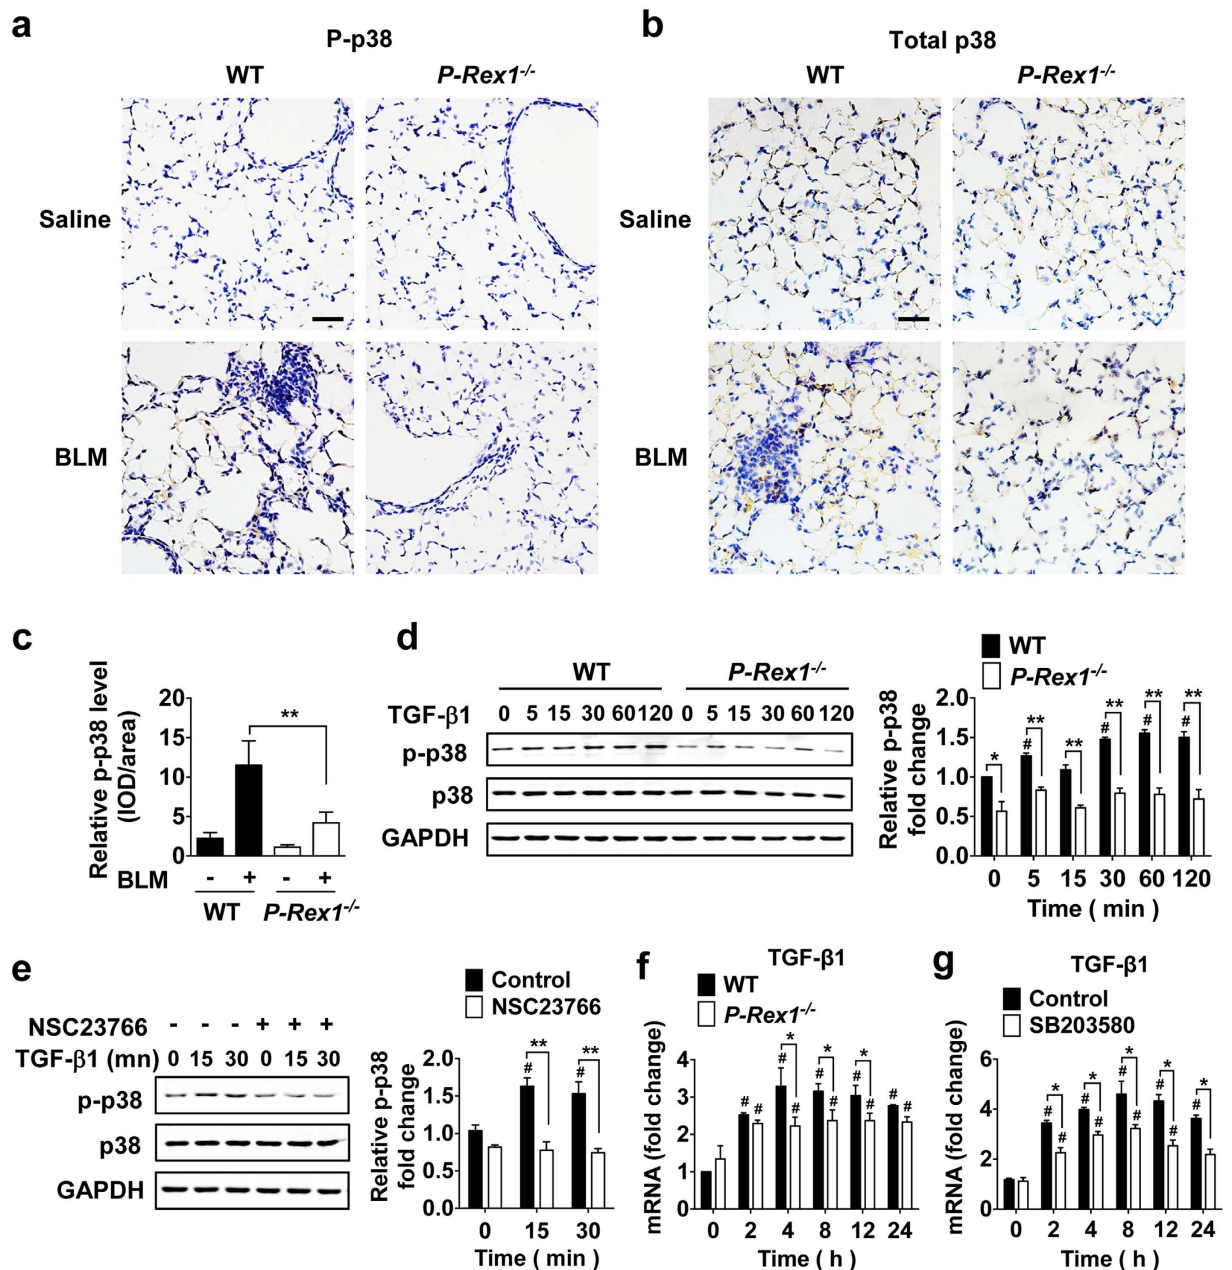 a
P-p38
WT P-Rex1-/-
Saline
BLM
b
Total p38
WT P-Rex1-/-
Saline
BLM
c
Relative p-p38 level
(IOD/area)
20
15
10
5
0
**
BLM - + - +
WT P-Rex1-/-
d
WT P-Rex1-/-
TGF-β1 0 5 15 30 60 120 0 5 15 30 60 120
p-p38
p38
GAPDH
WT
P-Rex1-/-
Relative p-p38
fold change
2.0
1.5
1.0
0.5
0.0
* # ** ** # ** # ** # **
0 5 15 30 60 120
Time ( min )
e
NSC23766 - - - + + +
TGF-β1 (mn) 0 15 30 0 15 30
p-p38
p38
GAPDH
Control
NSC23766
Relative p-p38
fold change
2.0
1.5
1.0
0.5
0.0
# ** # **
0 15 30
Time ( min )
f
TGF-β1
WT
P-Rex1-/-
mRNA (fold change)
4
3
2
1
0
# # # * # # * # # * # # #
0 2 4 8 12 24
Time ( h )
g
TGF-β1
Control
SB203580
mRNA (fold change)
6
4
2
0
# * # # * # # * # # * # # *
0 2 4 8 12 24
Time ( h )